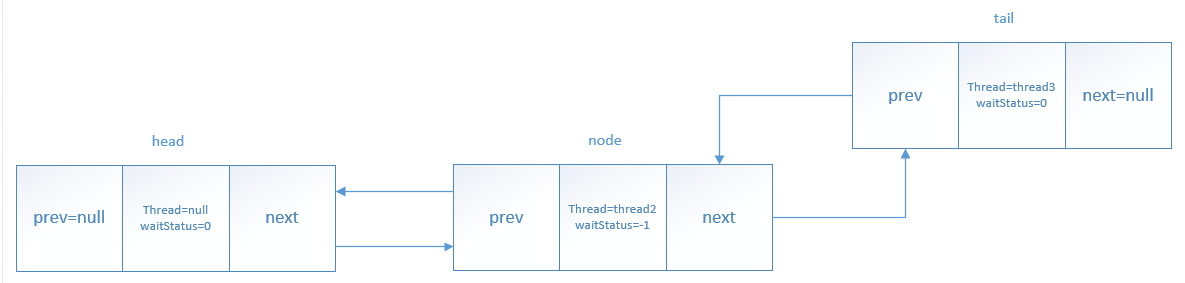 tail
prev
Thread=thread3
waitStatus=0
next=null
head
node
prev=null
Thread=null
waitStatus=0
next
prev
Thread=thread2
waitStatus=-1
next